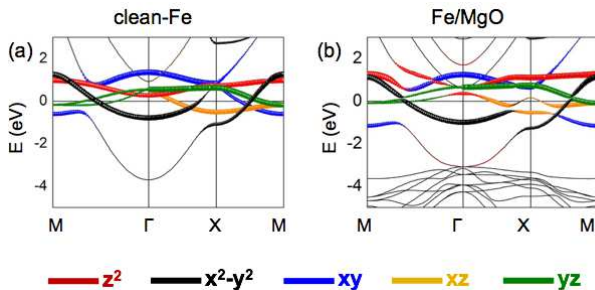 clean-Fe Fe/MgO
(a) (b)
E (eV) E (eV)
2 2
0 0
-2 -2
-4 -4
M Γ X M M Γ X M
z² x²-y² xy xz yz